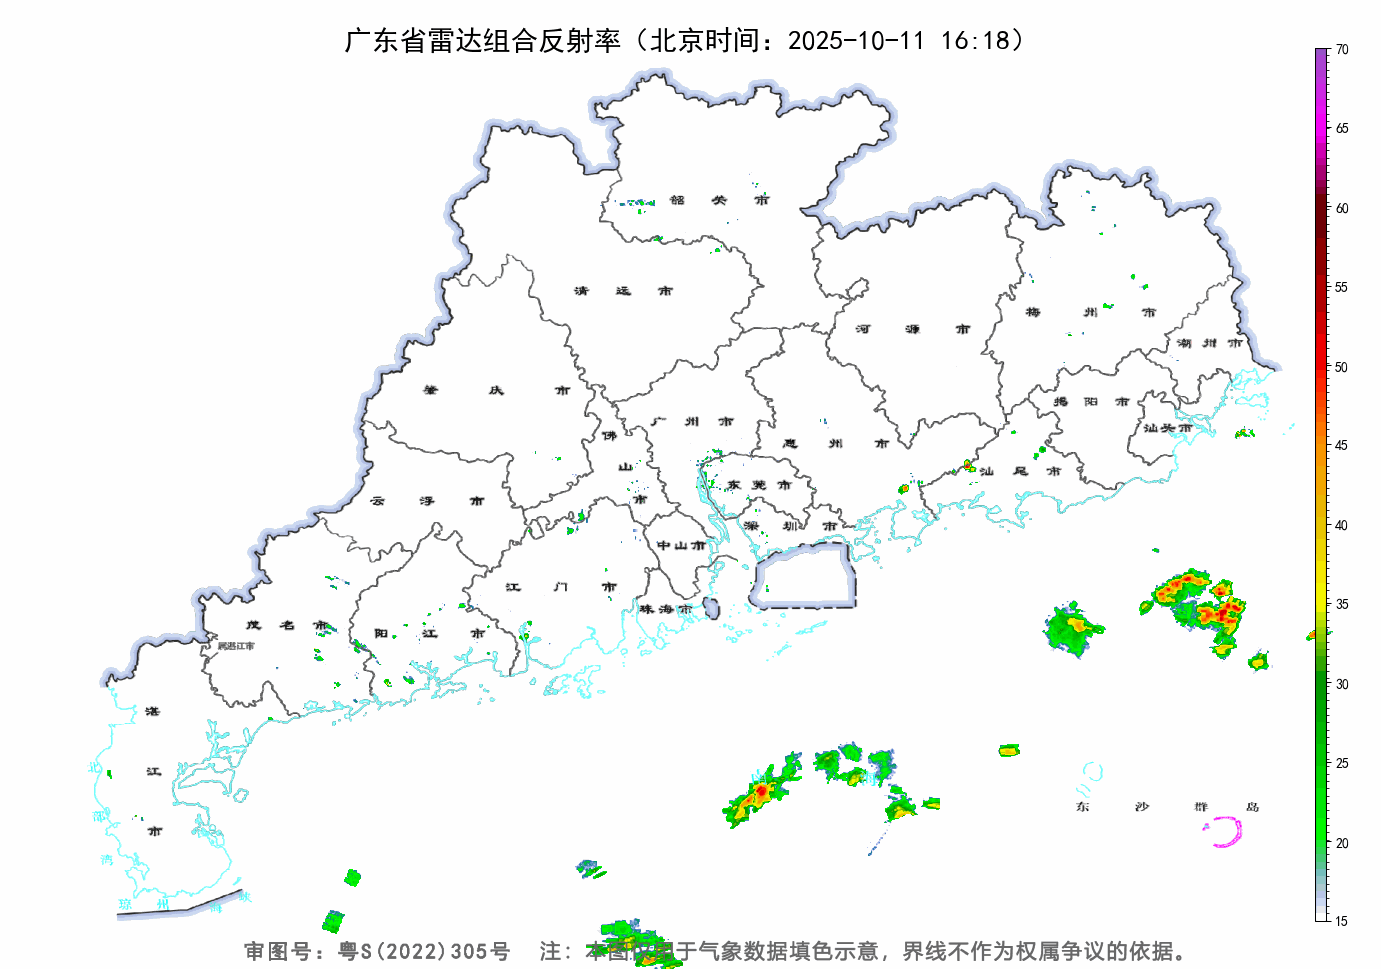 广东省雷达组合反射率（北京时间：2025-10-11 16:18）
70
65
60
55
50
45
40
35
30
25
20
15
韶关市
清远市
河源市
梅州市
潮州市
肇庆市
广州市
佛山市
惠州市
揭阳市
汕头市
汕尾市
云浮市
东莞市
深圳市
中山市
江门市
珠海市
茂名市
阳江市
属湛江市
湛江市
北部湾
琼州海峡
东沙群岛
审图号：粤S(2022)305号 注：本图仅用于气象数据填色示意，界线不作为权属争议的依据。